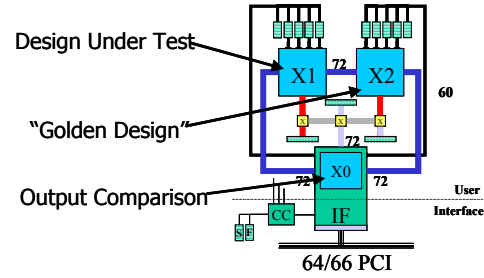 Design Under Test
X1
72
X2
60
x
x
x
"Golden Design"
72
72
X0
72
Output Comparison
User
Interface
CC
IF
S
F
64/66 PCI